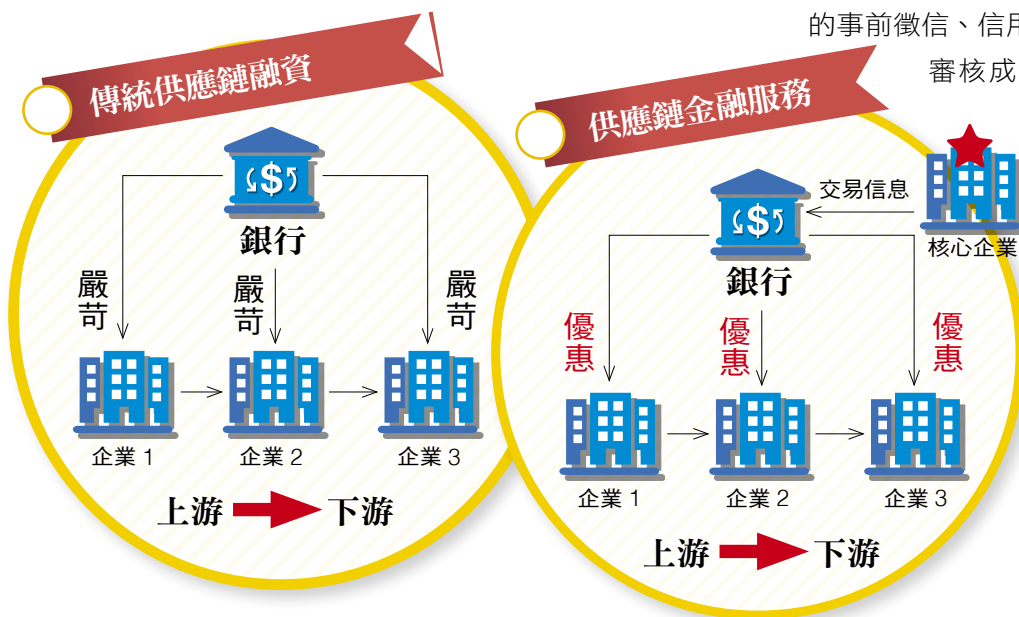 的事前徵信、信用
審核成
傳統供應鏈融資
$
銀行
嚴苛
嚴苛
嚴苛
企業 1
企業 2
企業 3
上游
下游
供應鏈金融服務
交易信息
核心企業
$
銀行
優惠
優惠
優惠
企業 1
企業 2
企業 3
上游
下游